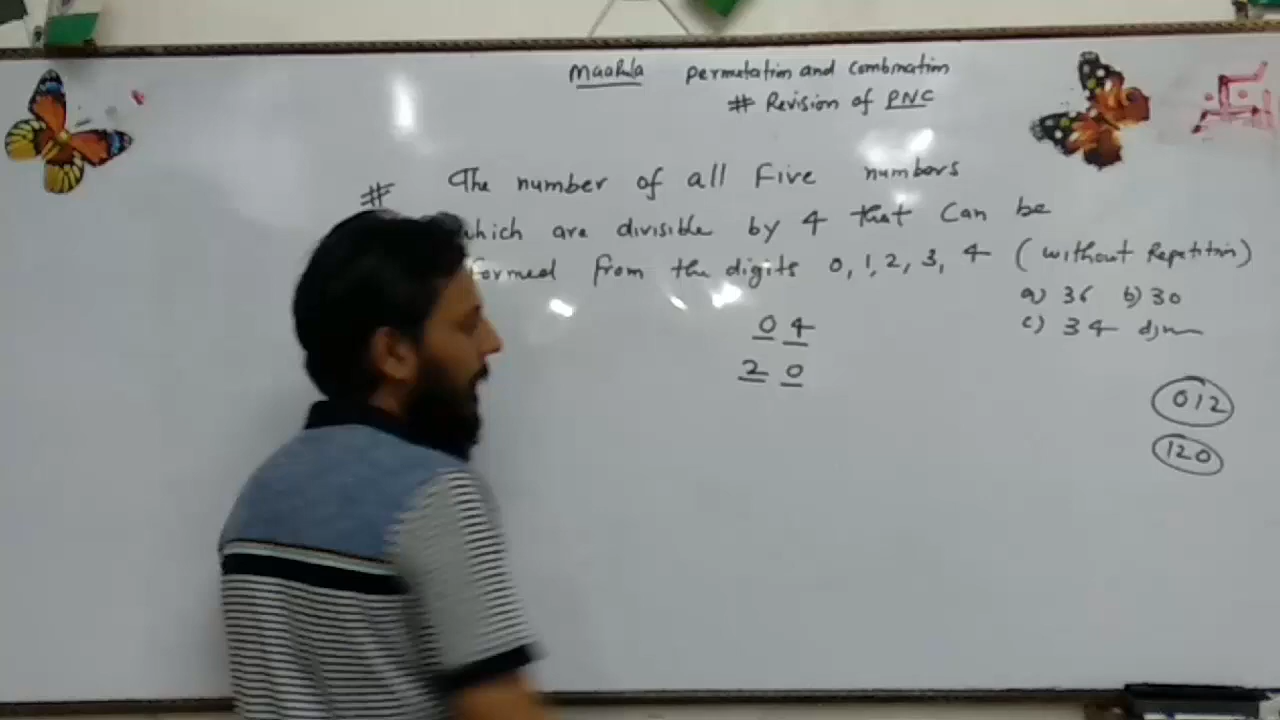 permutation and combination
# Revision of PNC
# The number of all Five numbers
which are divisible by 4 that Can be
formed from the digits 0, 1, 2, 3, 4 ( without Repetition)
a) 36 b) 30
c) 34 d)
0 4
2 0
012
120